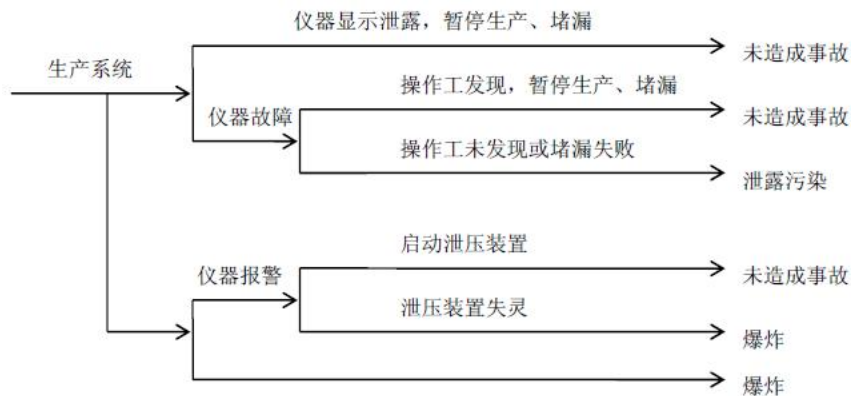 仪器显示泄露，暂停生产、堵漏
未造成事故
生产系统
操作工发现，暂停生产、堵漏
仪器故障
未造成事故
操作工未发现或堵漏失败
泄露污染
启动泄压装置
仪器报警
未造成事故
泄压装置失灵
爆炸
爆炸